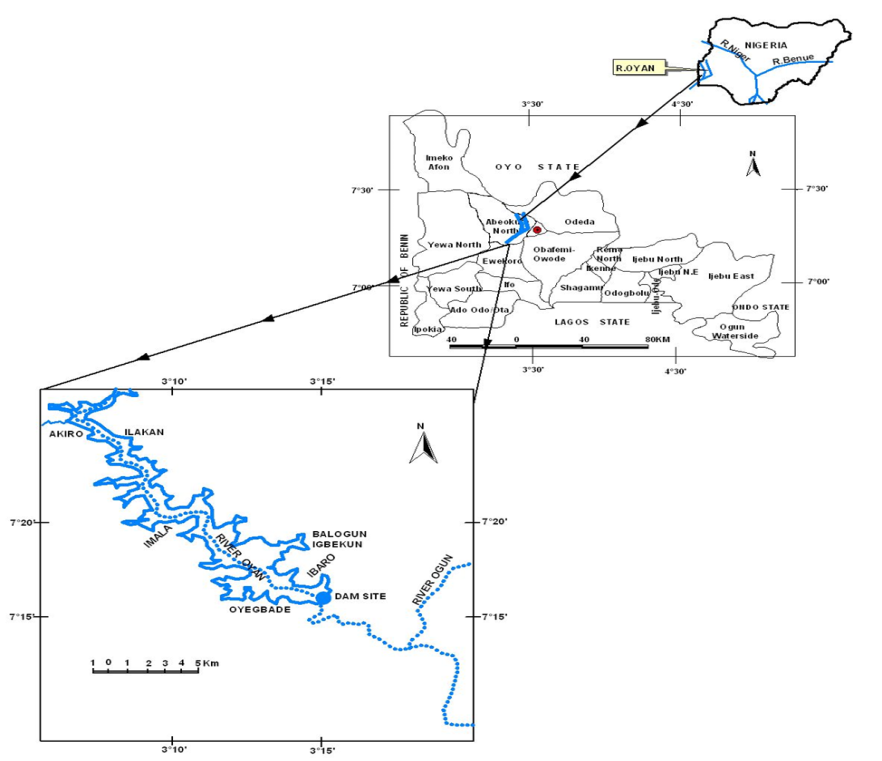 NIGERIA
R.Niger
R.Benue
R.OYAN
3°30'
4°30'
N
Imeko
Afon
OYO STATE
7°30'
7°30'
Abeokuta
North
Odeda
REPUBLIC OF BENIN
Yewa North
Obafemi-
Owode
Remo
North
Ikenne
Ijebu North
Ewekoro
Ijebu N.E
Ijebu East
7°00'
7°00'
Yewa South
Ifo
Shagamu
Odogbolu
Ijebu Ode
Ado Odo Ota
ONDO STATE
Ipokia
LAGOS STATE
Ogun
Waterside
40 0 40 80KM
3°30'
4°30'
3°10'
3°15'
N
AKIRO
ILAKAN
7°20'
7°20'
IMALA
RIVER OYAN
BALOGUN
IGBEKUN
IBARO
RIVER OGUN
DAM SITE
OYEGBADE
7°15'
7°15'
1 0 1 2 3 4 5 Km
3°10'
3°15'